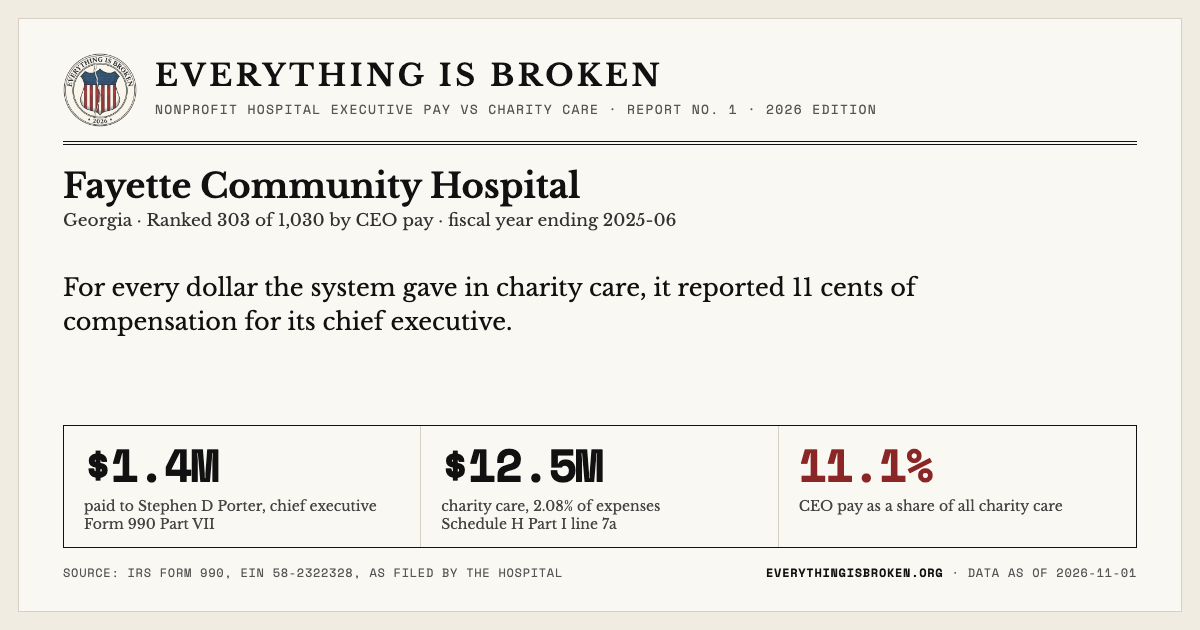 EVERYTHING IS BROKEN
2026
EVERYTHING IS BROKEN
NONPROFIT HOSPITAL EXECUTIVE PAY VS CHARITY CARE · REPORT NO. 1 · 2026 EDITION
Fayette Community Hospital
Georgia · Ranked 303 of 1,030 by CEO pay · fiscal year ending 2025-06
For every dollar the system gave in charity care, it reported 11 cents of
compensation for its chief executive.
$1.4M
paid to Stephen D Porter, chief executive
Form 990 Part VII
$12.5M
charity care, 2.08% of expenses
Schedule H Part I line 7a
11.1%
CEO pay as a share of all charity care
SOURCE: IRS FORM 990, EIN 58-2322328, AS FILED BY THE HOSPITAL
EVERYTHINGISBROKEN.ORG · DATA AS OF 2026-11-01